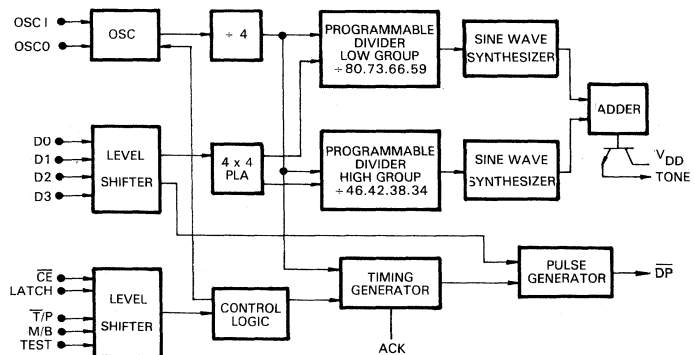 OSC I
OSCO
OSC
÷ 4
PROGRAMMABLE
DIVIDER
LOW GROUP
÷80.73.66.59
SINE WAVE
SYNTHESIZER
ADDER
D0
D1
D2
D3
LEVEL
SHIFTER
4 x 4
PLA
PROGRAMMABLE
DIVIDER
HIGH GROUP
÷46.42.38.34
SINE WAVE
SYNTHESIZER
VDD
TONE
CE
LATCH
T/P
M/B
TEST
LEVEL
SHIFTER
CONTROL
LOGIC
TIMING
GENERATOR
ACK
PULSE
GENERATOR
DP